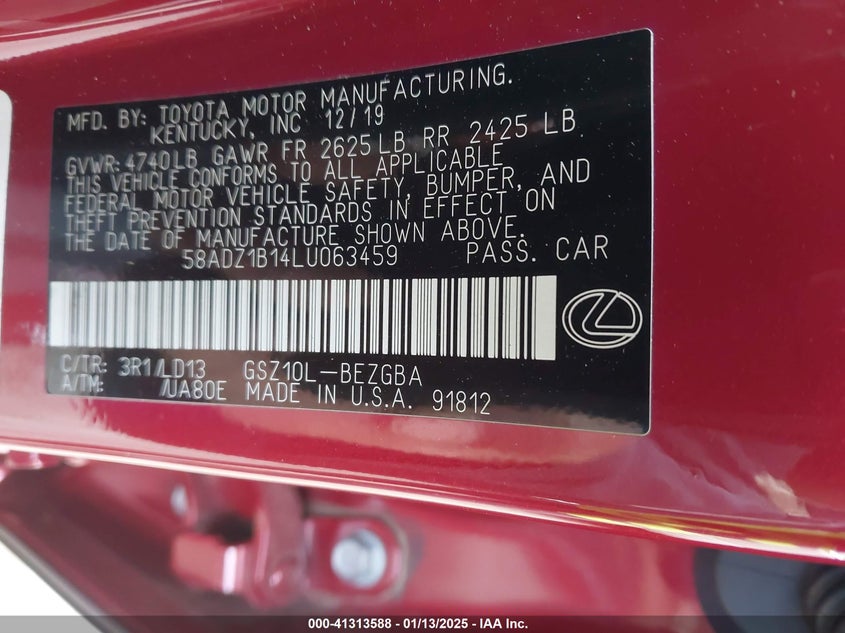 MFD. BY: TOYOTA MOTOR MANUFACTURING.
KENTUCKY, INC 12/19
GVWR: 4740LB GAWR FR 2625LB RR 2425 LB
THIS VEHICLE CONFORMS TO ALL APPLICABLE
FEDERAL MOTOR VEHICLE SAFETY, BUMPER, AND
THEFT PREVENTION STANDARDS IN EFFECT ON
THE DATE OF MANUFACTURE SHOWN ABOVE.
58ADZ1B14LU063459 PASS. CAR
C/TR: 3R1/LD13 GSZ10L-BEZGBA
A/TM: /UA80E MADE IN U.S.A. 91812
000-41313588 - 01/13/2025 - IAA Inc.